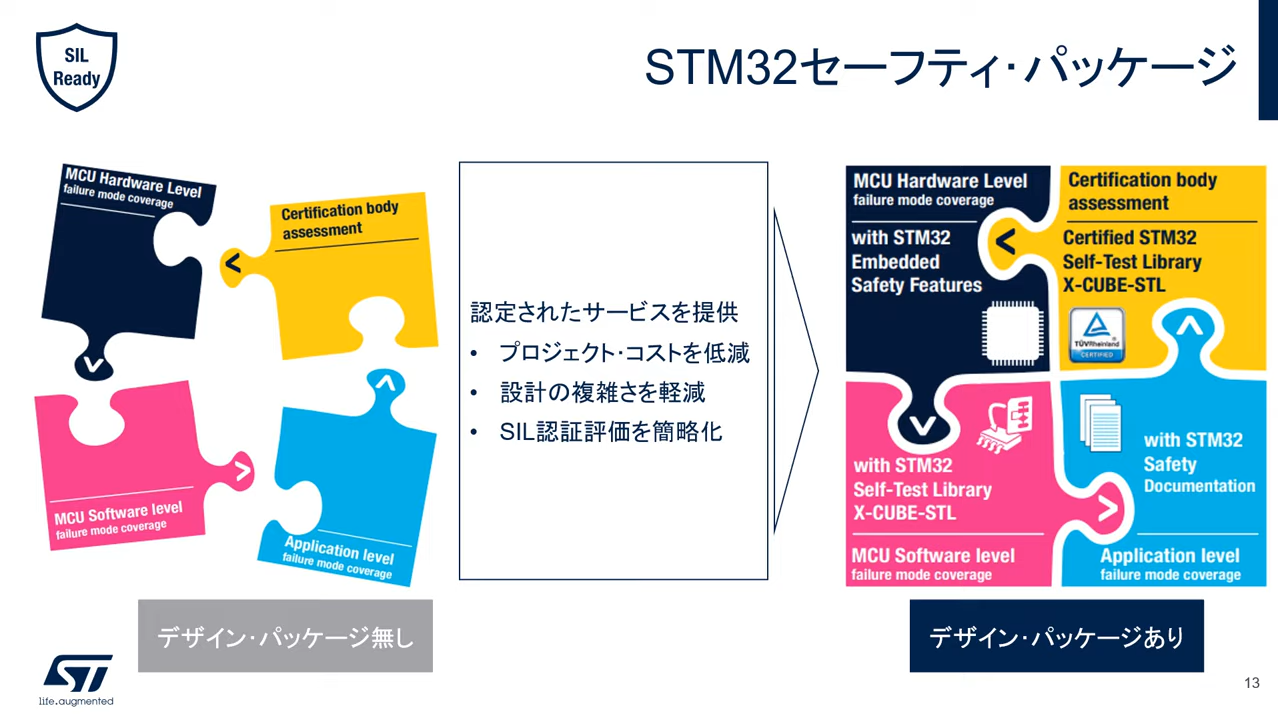 SIL
Ready
STM32セーフティ・パッケージ
MCU Hardware Level
failure mode coverage
Certification body
assessment
<
>
MCU Software level
failure mode coverage
Application level
failure mode coverage
デザイン・パッケージ無し
認定されたサービスを提供
• プロジェクト・コストを低減
• 設計の複雑さを軽減
• SIL認証評価を簡略化
MCU Hardware Level
failure mode coverage
with STM32
Embedded
Safety Features
<
Certification body
assessment
Certified STM32
Self-Test Library
X-CUBE-STL
TÜVRheinland
CERTIFIED
with STM32
Self-Test Library
X-CUBE-STL
>
MCU Software level
failure mode coverage
with STM32
Safety
Documentation
Application level
failure mode coverage
デザイン・パッケージあり
ST
life.augmented
13